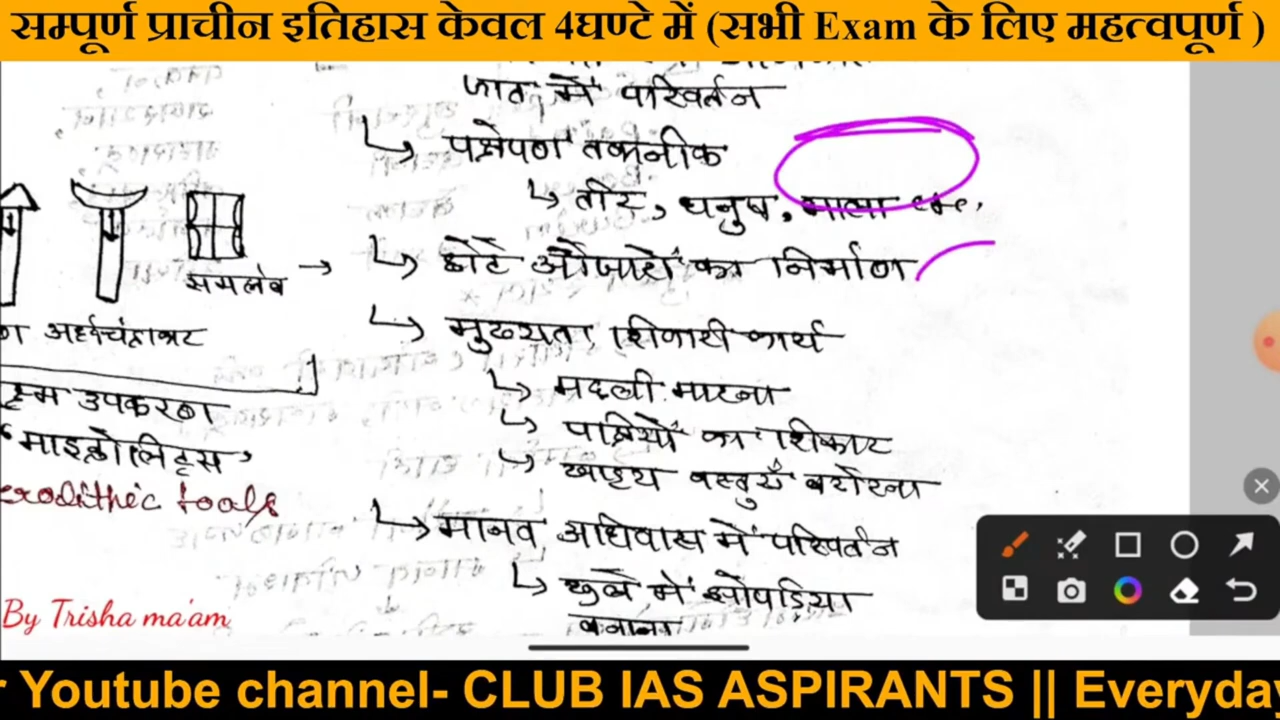 सम्पूर्ण प्राचीन इतिहास केवल 4घण्टे में (सभी Exam के लिए महत्वपूर्ण )
में परिवर्तन
↳ प्रक्षेपण तकनीक
↳ तीर, धनुष, भाला etc.
समलंब → ↳ छोटे औजारों का निर्माण
अर्धचंद्राकार
↳ मुख्यता शिकारी कार्य
↳ मछली मारना
उपकरण
↳ पक्षियों का शिकार
'माइक्रोलिट्स'
↳ खाद्य वस्तुएँ बटोरना
tools
↳ मानव अधिवास में परिवर्तन
↳ खुले में झोपड़िया
बनाना
By Trisha ma'am
r Youtube channel- CLUB IAS ASPIRANTS || Everyday